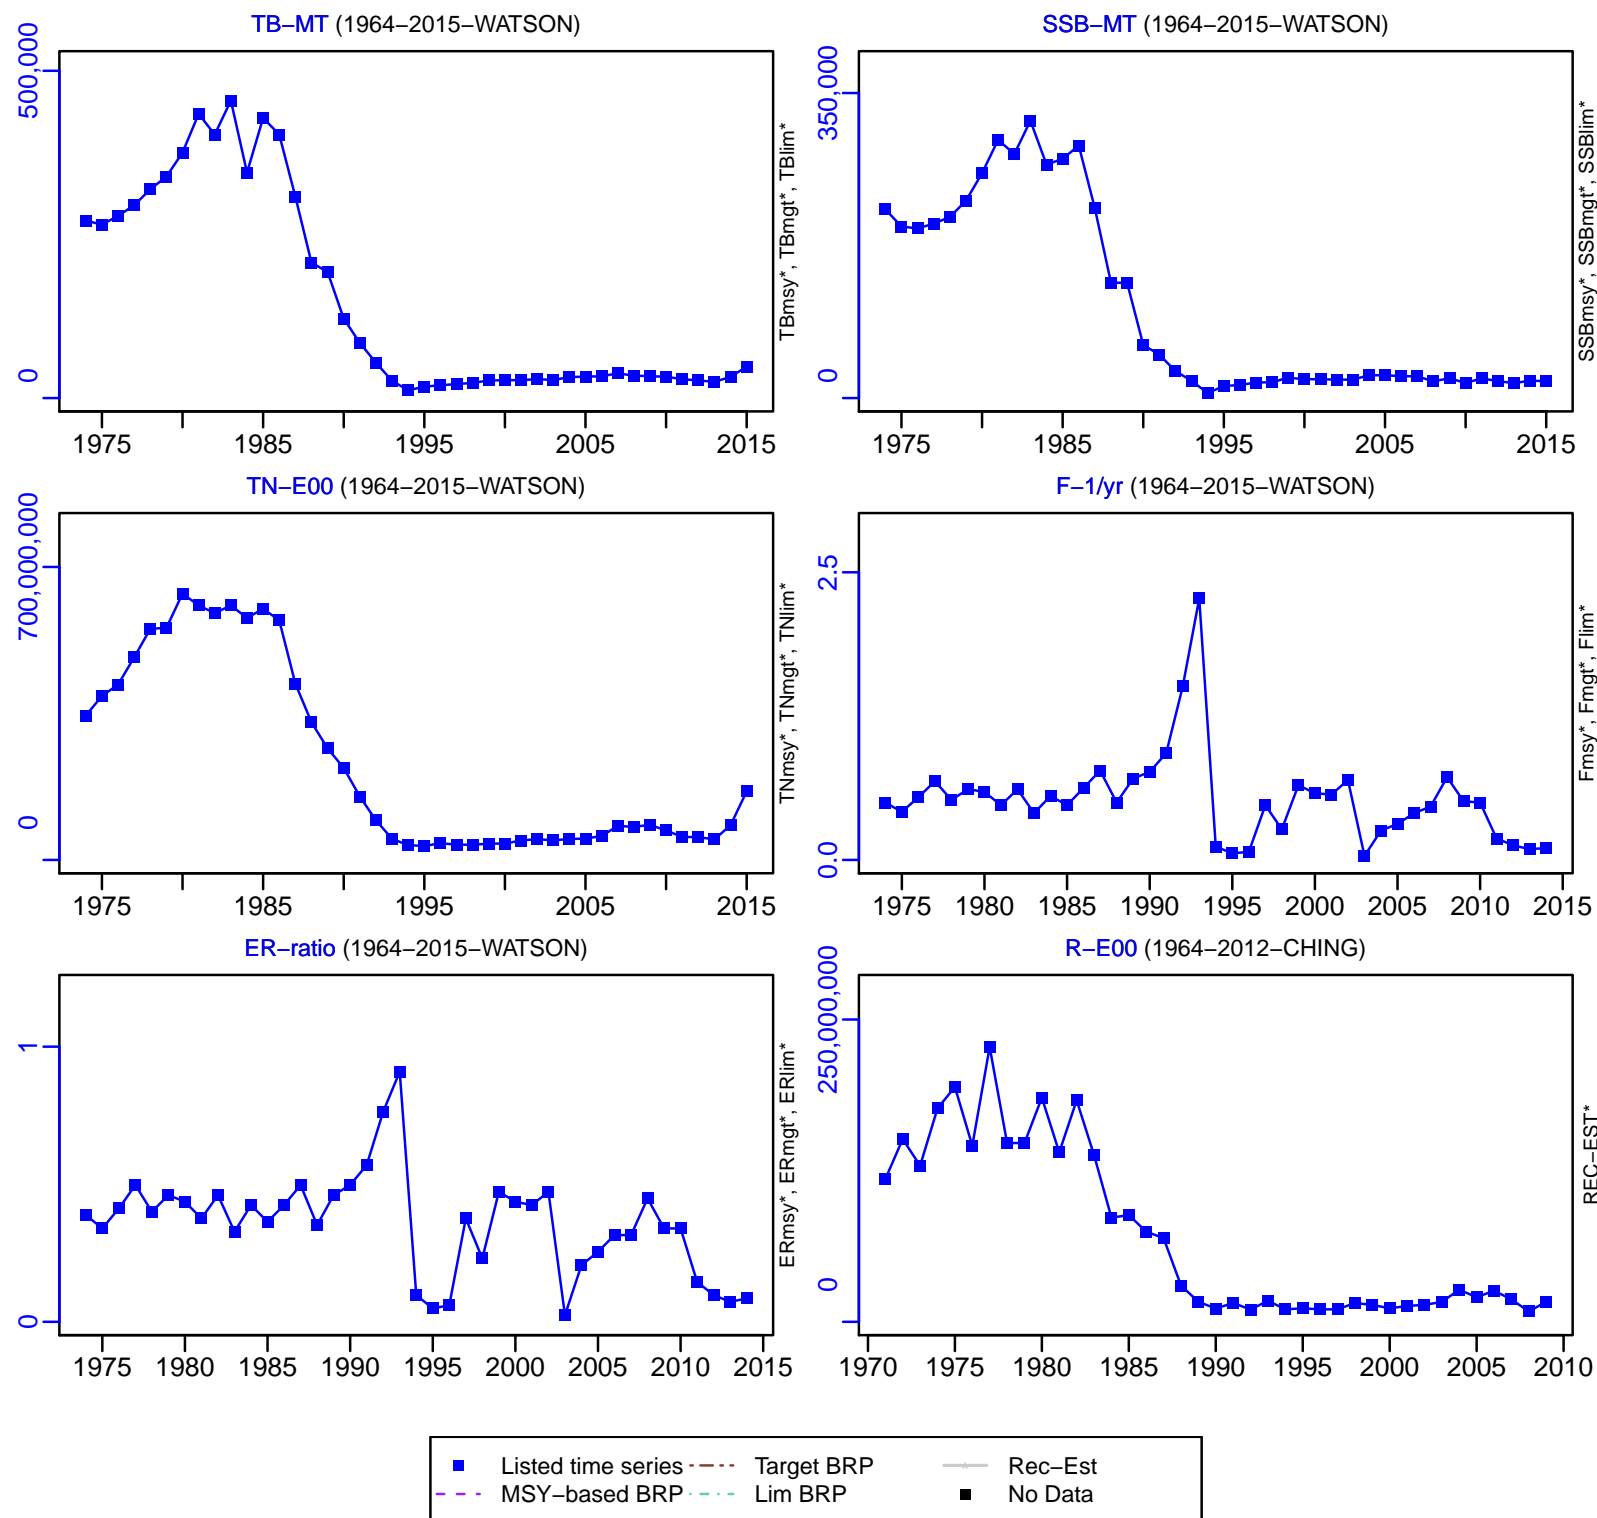 TB−MT (1964−2015−WATSON)
500,000
0
1975 1985 1995 2005 2015
TBmsy*, TBmgt*, TBlim*
SSB−MT (1964−2015−WATSON)
350,000
0
1975 1985 1995 2005 2015
SSBmsy*, SSBmgt*, SSBlim*
TN−E00 (1964−2015−WATSON)
700,000,000
0
1975 1985 1995 2005 2015
TNmsy*, TNmgt*, TNlim*
F−1/yr (1964−2015−WATSON)
2.5
0.0
1975 1980 1985 1990 1995 2000 2005 2010 2015
Fmsy*, Fmgt*, Flim*
ER−ratio (1964−2015−WATSON)
1
0
1975 1980 1985 1990 1995 2000 2005 2010 2015
ERmsy*, ERmgt*, ERlim*
R−E00 (1964−2012−CHING)
250,000,000
0
1970 1975 1980 1985 1990 1995 2000 2005 2010
REC−EST*
Listed time series Target BRP Rec−Est
MSY−based BRP Lim BRP No Data